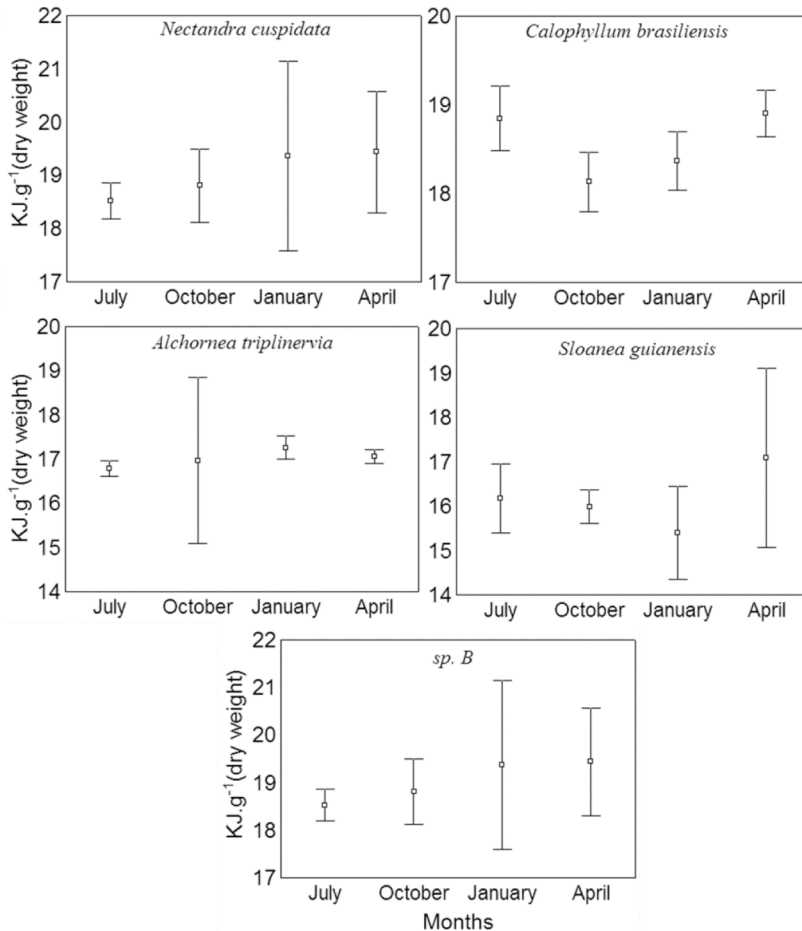 Nectandra cuspidata
KJ.g⁻¹(dry weight)
22
21
20
19
18
17
July October January April
Calophyllum brasiliensis
20
19
18
17
July October January April
Alchornea triplinervia
KJ.g⁻¹(dry weight)
20
19
18
17
16
15
14
July October January April
Sloanea guianensis
20
19
18
17
16
15
14
July October January April
sp. B
KJ.g⁻¹(dry weight)
22
21
20
19
18
17
July October January April
Months